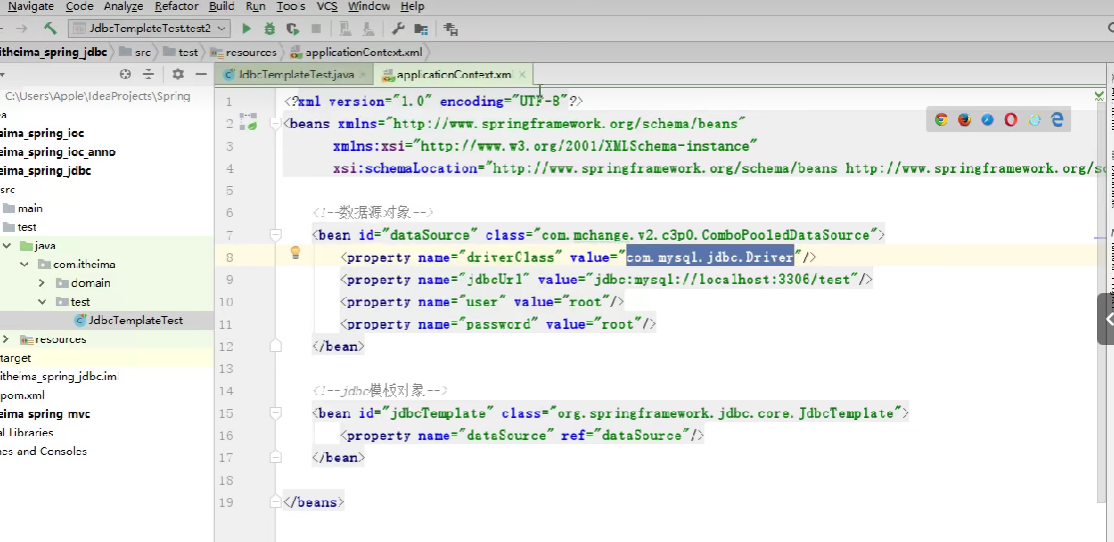 Navigate Code Analyze Refactor Build Run Tools VCS Window Help
JdbcTemplateTest.test2
itheima_spring_jdbc src test resources applicationContext.xml
JdbcTemplateTest.java applicationContext.xml
C:\Users\Apple\IdeaProjects\Spring
eima_spring_ioc
eima_spring_ioc_anno
eima_spring_jdbc
src
main
test
java
com.itheima
domain
test
JdbcTemplateTest
resources
target
itheima_spring_jdbc.iml
pom.xml
eima_spring_mvc
al Libraries
hes and Consoles
1 <?xml version="1.0" encoding="UTF-8"?>
2 <beans xmlns="http://www.springframework.org/schema/beans"
3 xmlns:xsi="http://www.w3.org/2001/XMLSchema-instance"
4 xsi:schemaLocation="http://www.springframework.org/schema/beans http://www.springframework.org/sc
5
6 <!--数据源对象-->
7 <bean id="dataSource" class="com.mchange.v2.c3p0.ComboPooledDataSource">
8 <property name="driverClass" value="com.mysql.jdbc.Driver"/>
9 <property name="jdbcUrl" value="jdbc:mysql://localhost:3306/test"/>
10 <property name="user" value="root"/>
11 <property name="password" value="root"/>
12 </bean>
13
14 <!--jdbc模板对象-->
15 <bean id="jdbcTemplate" class="org.springframework.jdbc.core.JdbcTemplate">
16 <property name="dataSource" ref="dataSource"/>
17 </bean>
18
19 </beans>